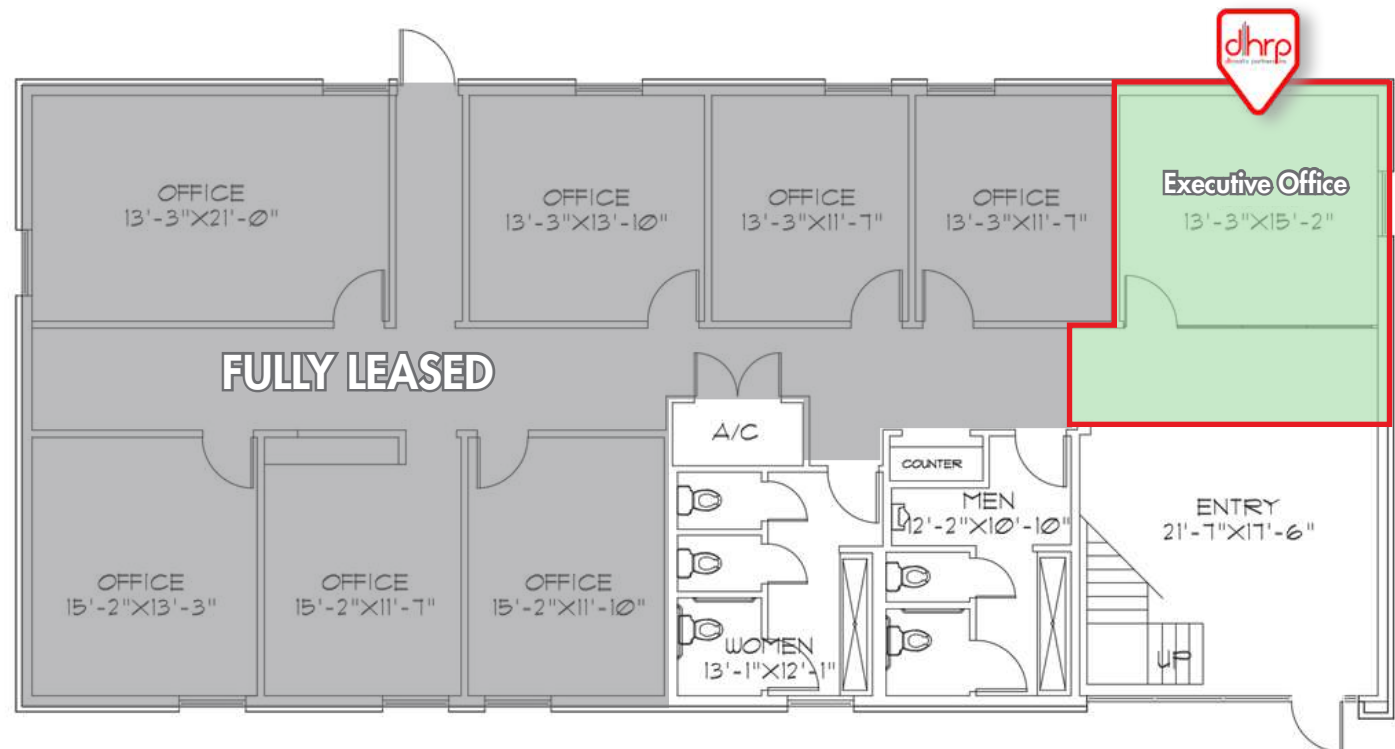 dhrp
OFFICE
13'-3"X21'-0"
OFFICE
13'-3"X13'-10"
OFFICE
13'-3"X11'-7"
OFFICE
13'-3"X11'-7"
Executive Office
13'-3"X15'-2"
FULLY LEASED
A/C
COUNTER
MEN
12'-2"X10'-10"
ENTRY
21'-7"X17'-6"
OFFICE
15'-2"X13'-3"
OFFICE
15'-2"X11'-7"
OFFICE
15'-2"X11'-10"
WOMEN
13'-1"X12'-1"
UP